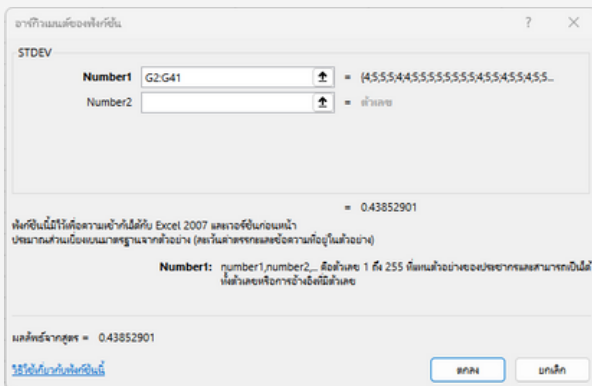 อาร์กิวเมนต์ของฟังก์ชัน ? ×
STDEV
Number1 G2:G41 = {4;5;5;5;4;4;5;5;5;5;5;5;5;5;5;4;5;5;4;5;5;4;5;5...
Number2 = ตัวเลข
= 0.43852901
ฟังก์ชันนี้มีไว้เพื่อความเข้ากันได้กับ Excel 2007 และเวอร์ชันก่อนหน้า
ประมาณส่วนเบี่ยงเบนมาตรฐานจากตัวอย่าง (ละเว้นค่าตรรกะและข้อความที่อยู่ในตัวอย่าง)
Number1: number1,number2,... คือตัวเลข 1 ถึง 255 ที่แทนตัวอย่างของประชากรและสามารถเป็นได้
ทั้งตัวเลขหรือการอ้างอิงที่มีตัวเลข
ผลลัพธ์จากสูตร = 0.43852901
วิธีใช้เกี่ยวกับฟังก์ชันนี้ ตกลง ยกเลิก